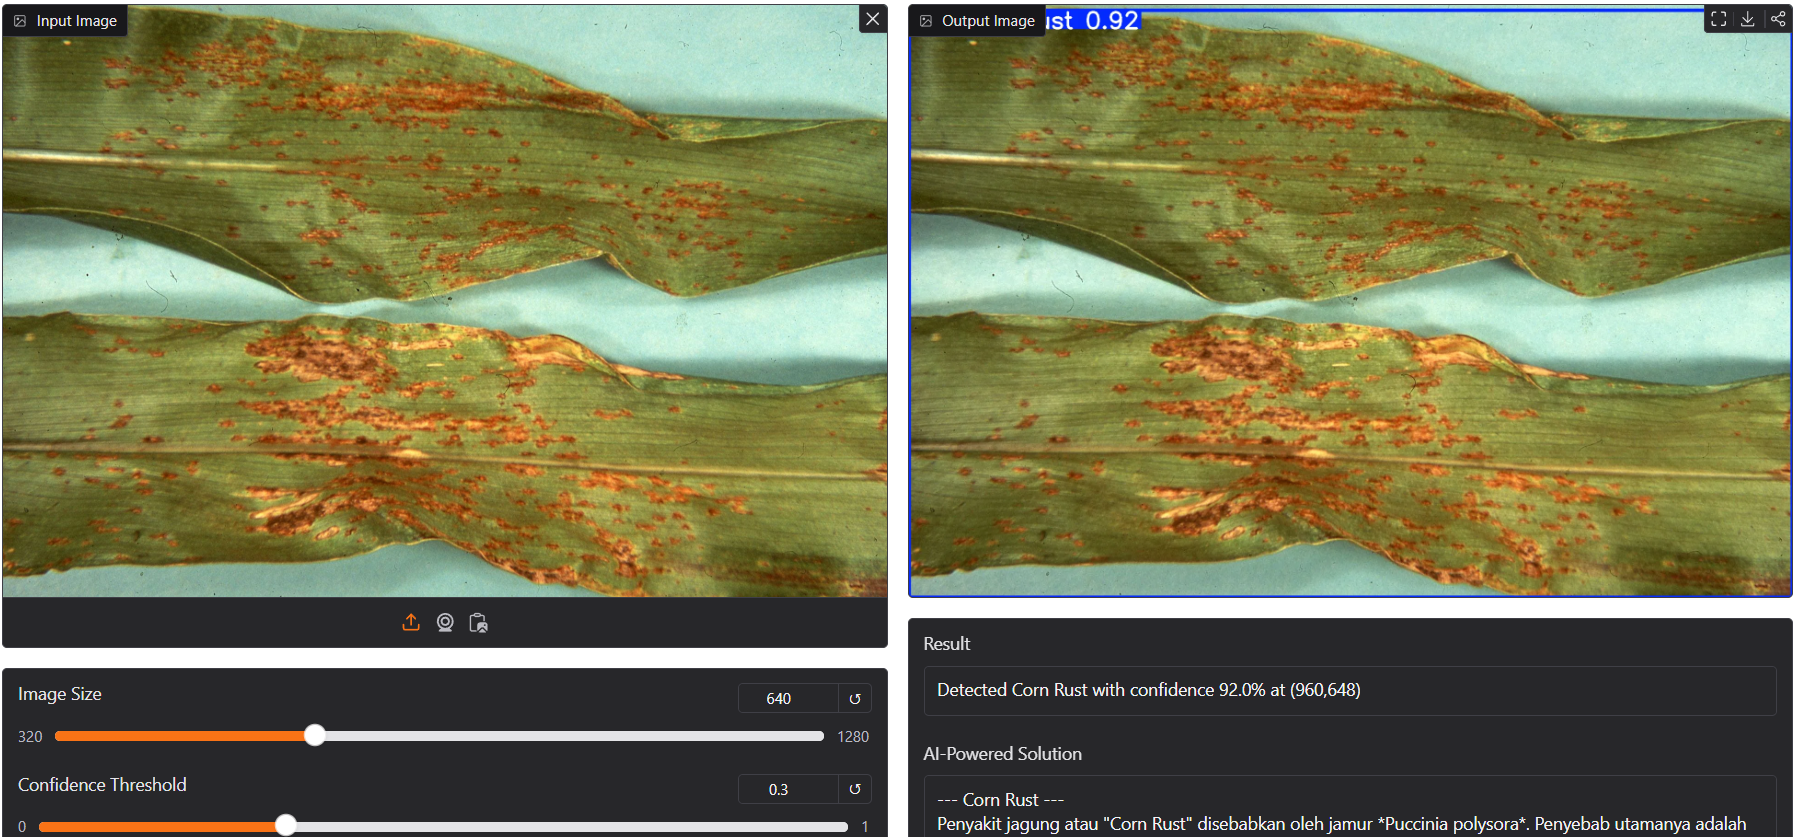 Input Image
Output Image
ust 0.92
Image Size
640
320
1280
Confidence Threshold
0.3
0
1
Result
Detected Corn Rust with confidence 92.0% at (960,648)
AI-Powered Solution
--- Corn Rust ---
Penyakit jagung atau "Corn Rust" disebabkan oleh jamur *Puccinia polysora*. Penyebab utamanya adalah